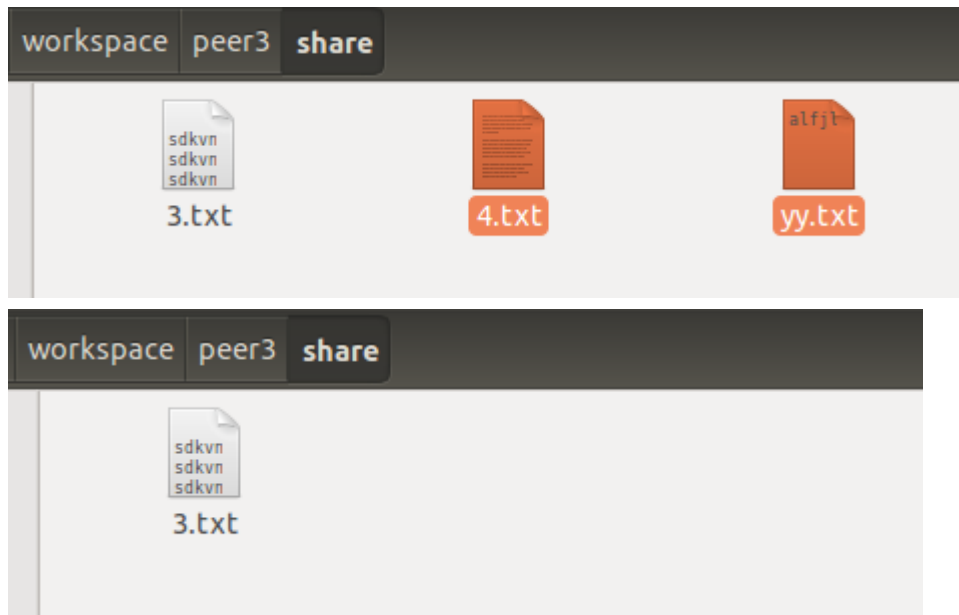 workspace peer3 share
sdkvn
sdkvn
sdkvn
alfjl
3.txt 4.txt yy.txt
workspace peer3 share
sdkvn
sdkvn
sdkvn
3.txt